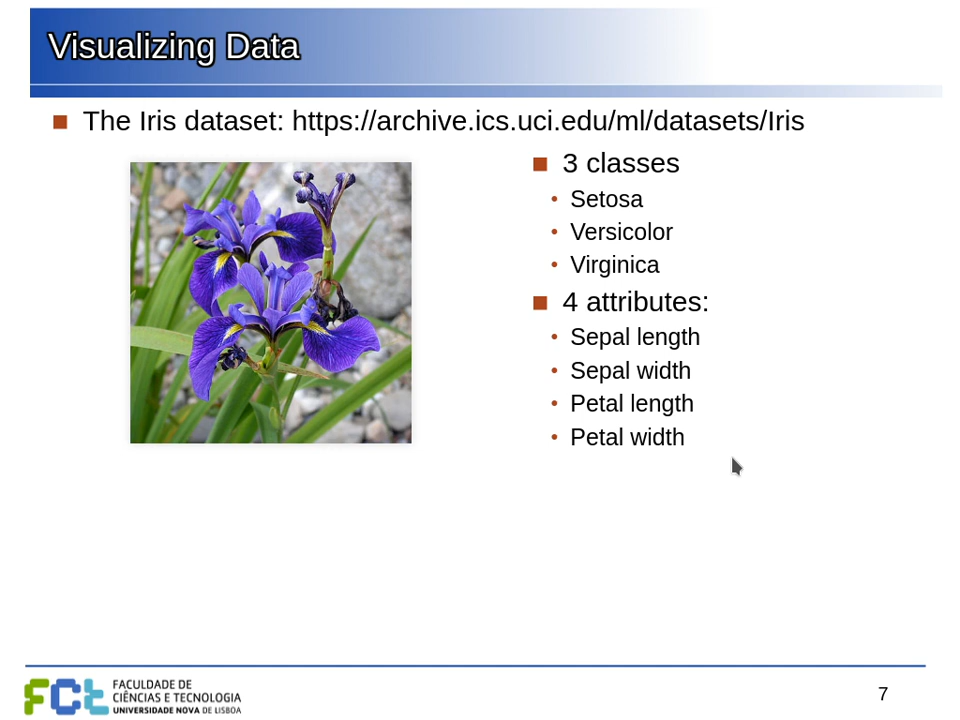 Visualizing Data
The Iris dataset: https://archive.ics.uci.edu/ml/datasets/Iris
3 classes
Setosa
Versicolor
Virginica
4 attributes:
Sepal length
Sepal width
Petal length
Petal width
FCt
FACULDADE DE
CIÊNCIAS E TECNOLOGIA
UNIVERSIDADE NOVA DE LISBOA
7